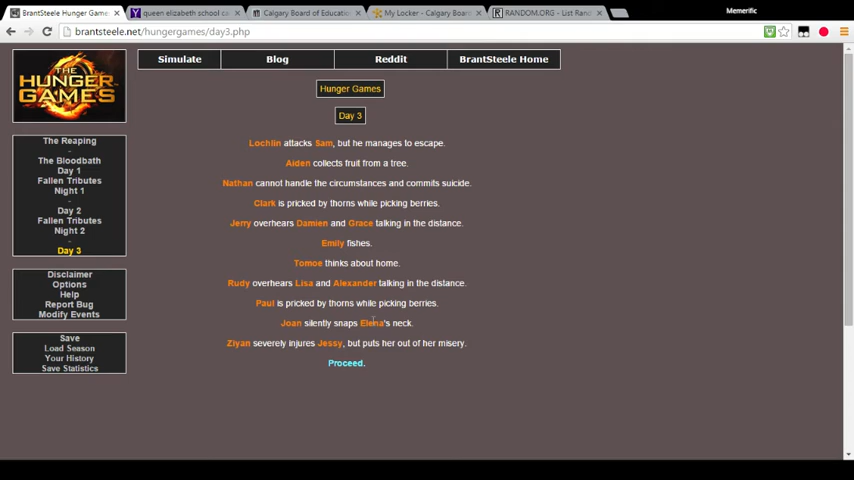 BrantSteele Hunger Game
queen elizabeth school ca
Calgary Board of Education
My Locker - Calgary Boar
RANDOM.ORG - List Ran
Memerific
brantsteele.net/hungergames/day3.php
THE HUNGER GAMES
Simulate
Blog
Reddit
BrantSteele Home
Hunger Games
Day 3
The Reaping
-
The Bloodbath
Day 1
Fallen Tributes
Night 1
-
Day 2
Fallen Tributes
Night 2
-
Day 3
Disclaimer
Options
Help
Report Bug
Modify Events
Save
Load Season
Your History
Save Statistics
Lochlin attacks Sam, but he manages to escape.
Aiden collects fruit from a tree.
Nathan cannot handle the circumstances and commits suicide.
Clark is pricked by thorns while picking berries.
Jerry overhears Damien and Grace talking in the distance.
Emily fishes.
Tomoe thinks about home.
Rudy overhears Lisa and Alexander talking in the distance.
Paul is pricked by thorns while picking berries.
Joan silently snaps Elena's neck.
Ziyan severely injures Jessy, but puts her out of her misery.
Proceed.